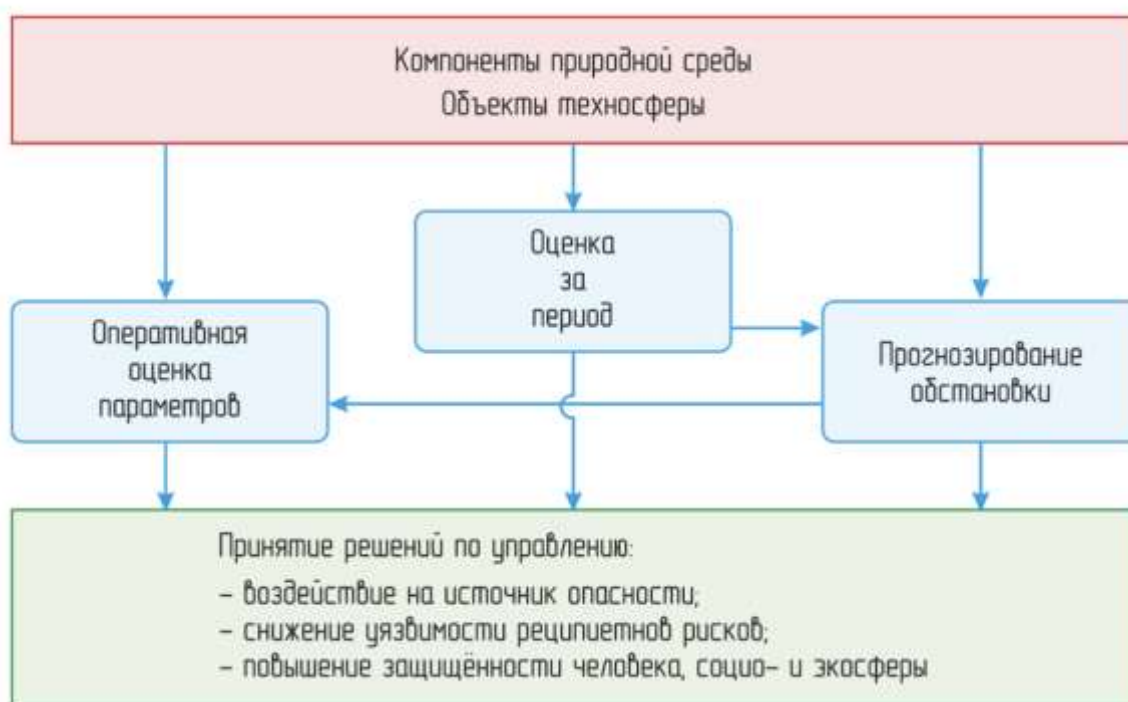 Компоненты природной среды
Объекты техносферы
Оценка
за
период
Оперативная
оценка
параметров
Прогнозирование
обстановки
Принятие решений по управлению:
– воздействие на источник опасности;
– снижение уязвимости реципиетнов рисков;
– повышение защищённости человека, социо- и экосферы